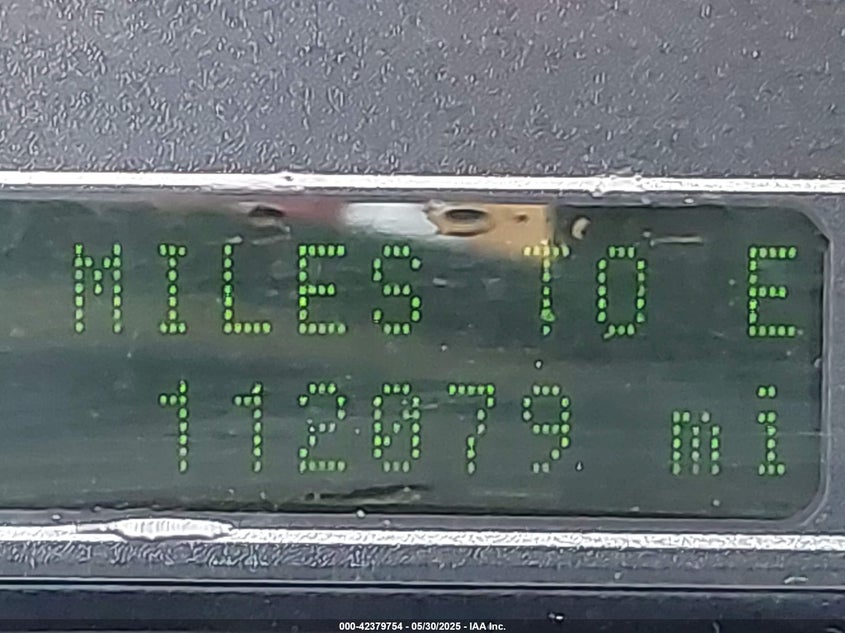 MILES TO E
112079 mi
000-42379754 - 05/30/2025 - IAA Inc.